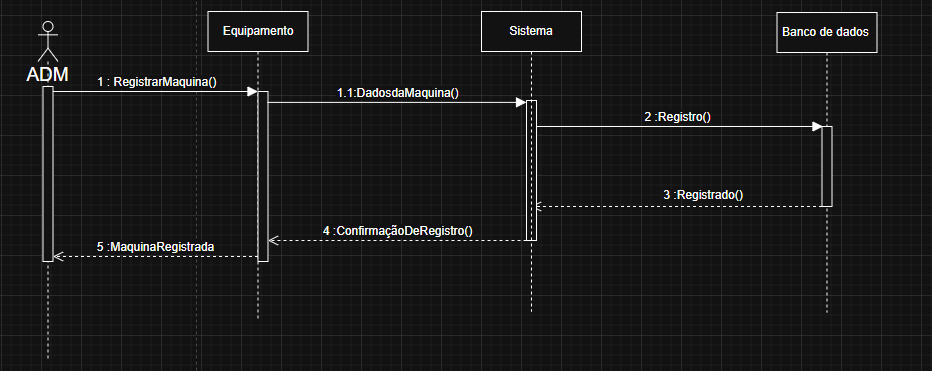 Equipamento
Sistema
Banco de dados
ADM
1 : RegistrarMaquina()
1.1:DadosdaMaquina()
2 :Registro()
3 :Registrado()
4 :ConfirmaçãoDeRegistro()
5 :MaquinaRegistrada